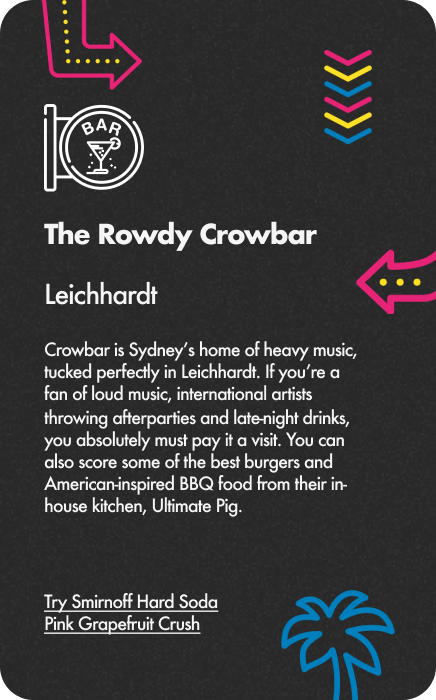 BAR
The Rowdy Crowbar
Leichhardt
Crowbar is Sydney’s home of heavy music,
tucked perfectly in Leichhardt. If you’re a
fan of loud music, international artists
throwing afterparties and late-night drinks,
you absolutely must pay it a visit. You can
also score some of the best burgers and
American-inspired BBQ food from their in-
house kitchen, Ultimate Pig.
Try Smirnoff Hard Soda
Pink Grapefruit Crush